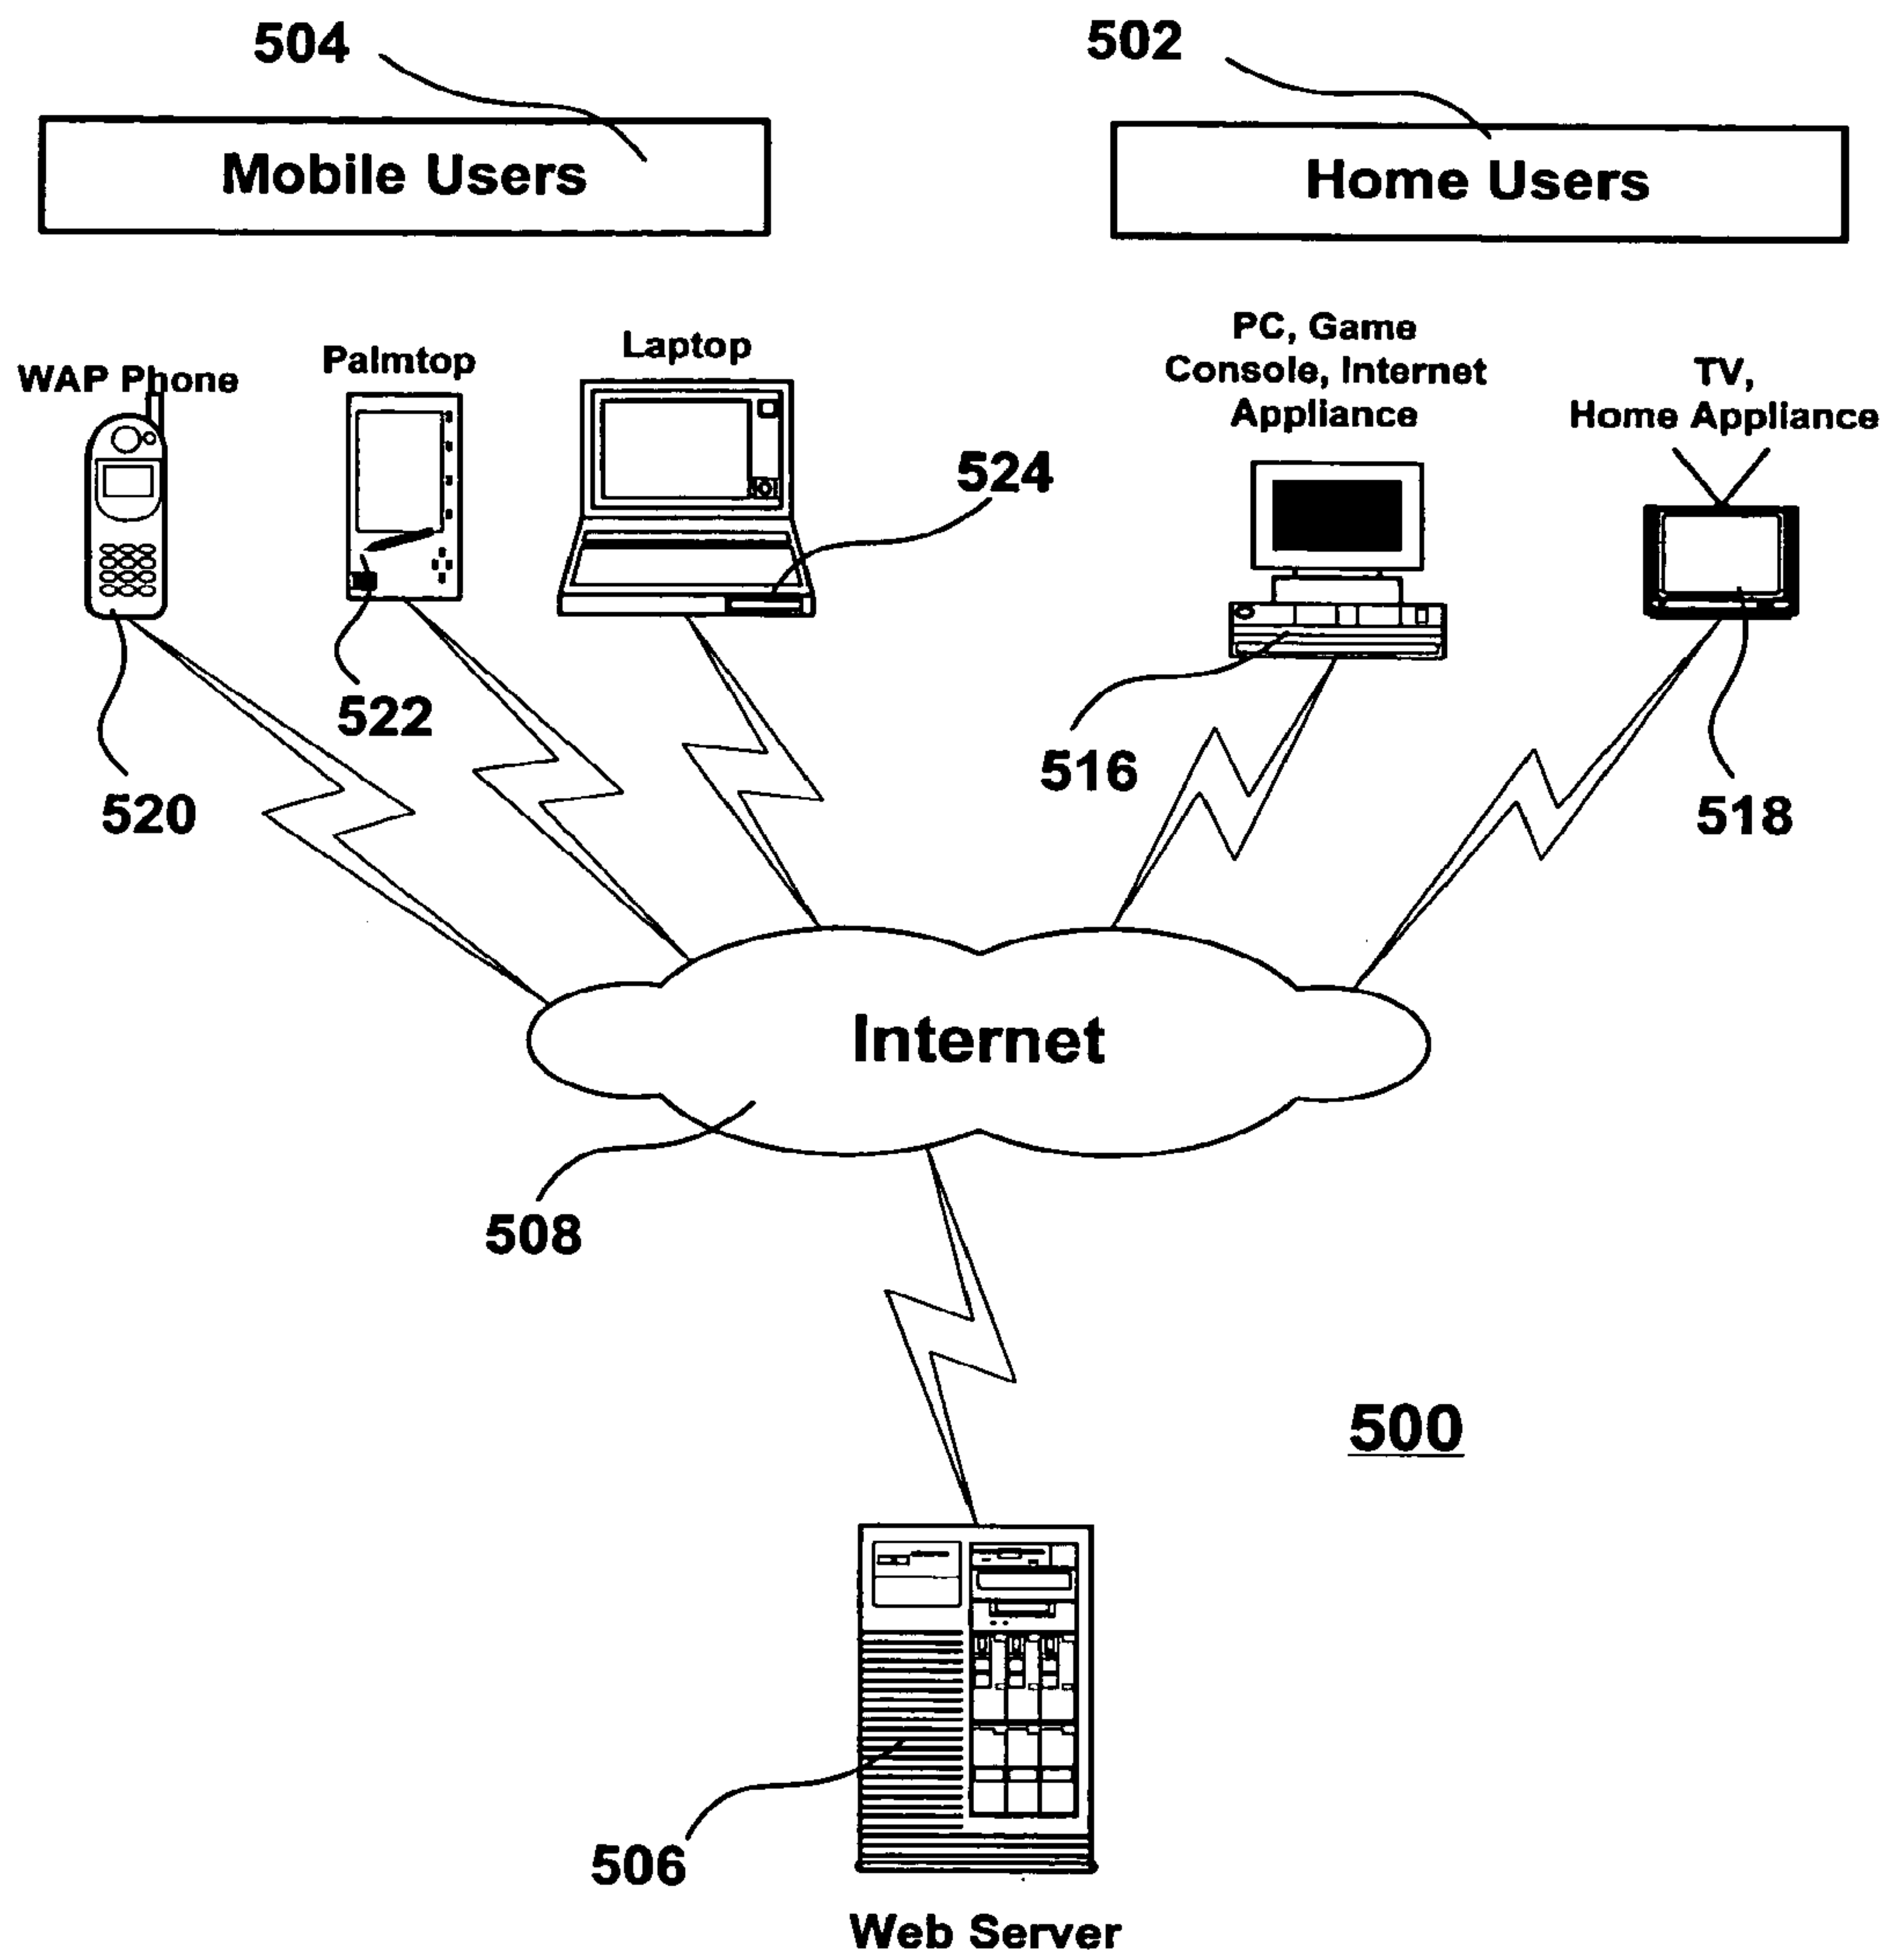 504
502
Mobile Users
Home Users
WAP Phone
Palmtop
Laptop
PC, Game
Console, Internet
Appliance
TV,
Home Appliance
524
522
516
520
518
Internet
508
500
506
Web Server